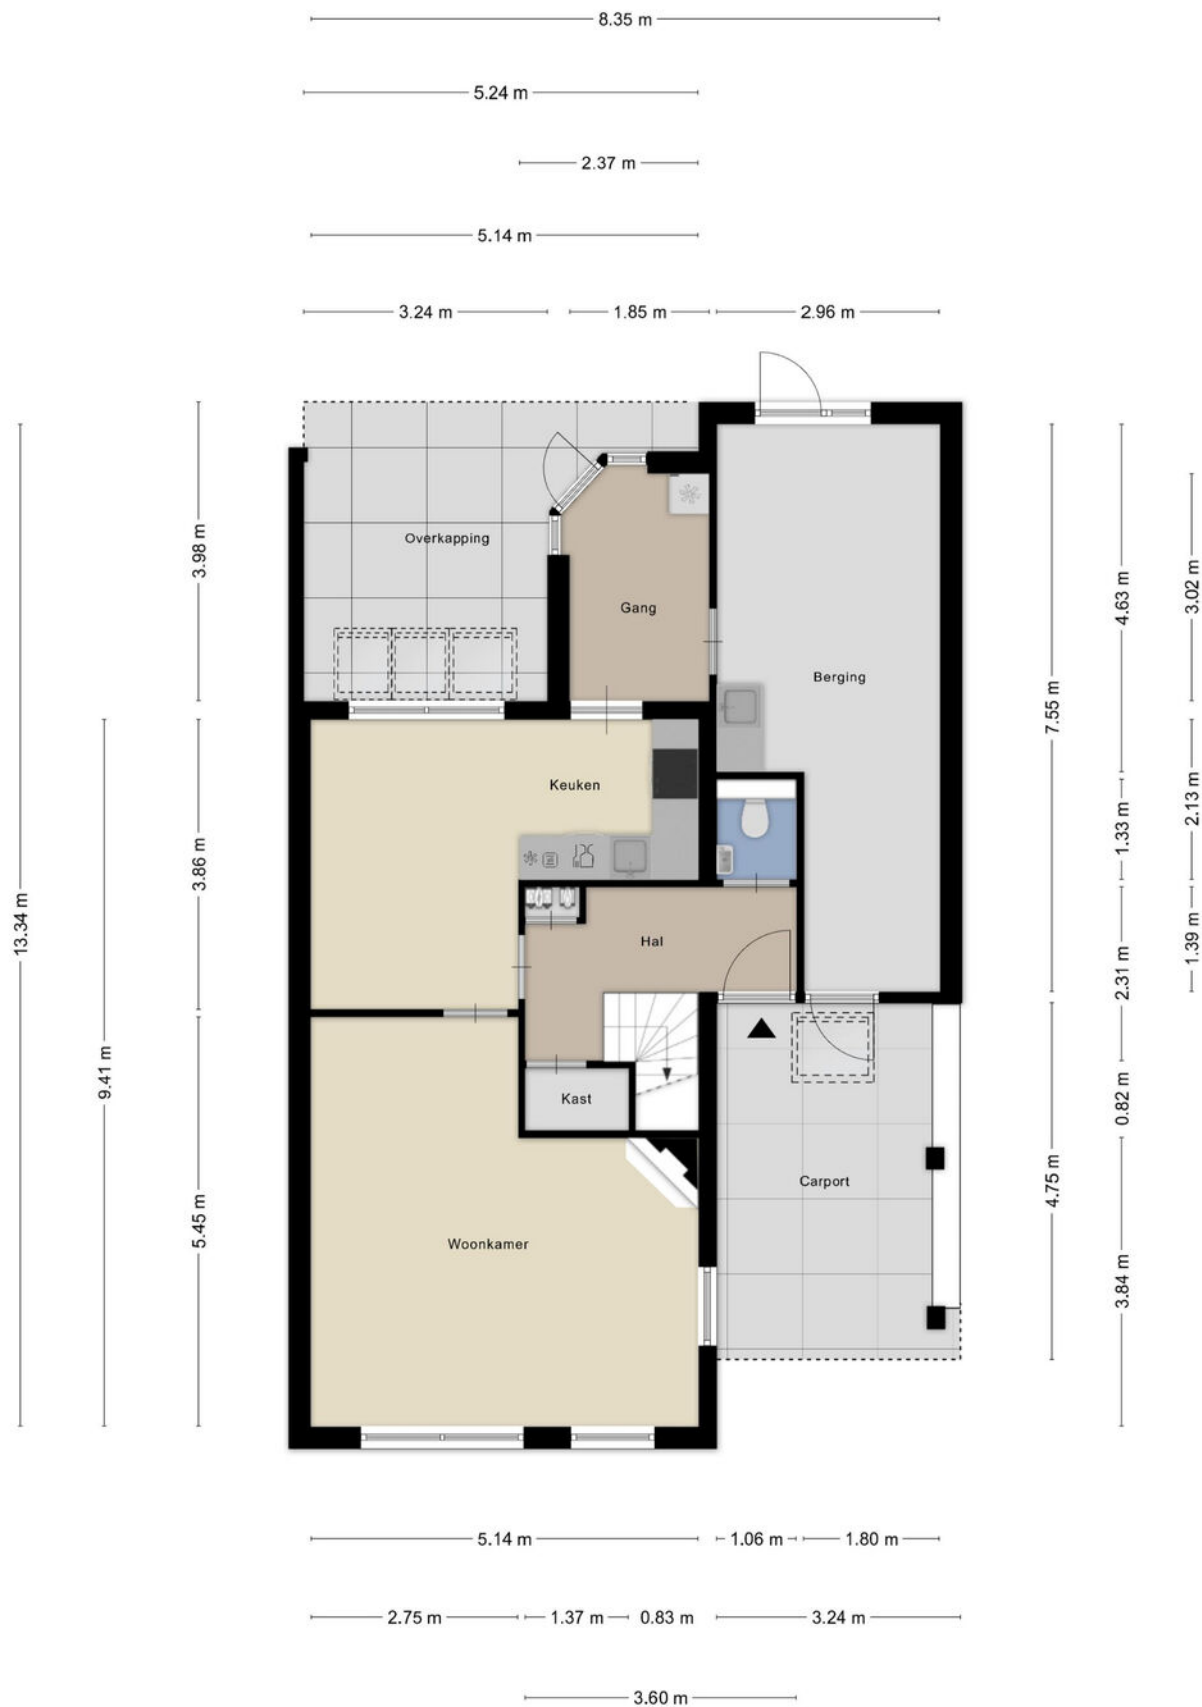 8.35 m
5.24 m
2.37 m
5.14 m
3.24 m
1.85 m
2.96 m
Overkapping
Gang
Berging
Keuken
Hal
Kast
Carport
Woonkamer
13.34 m
9.41 m
3.98 m
3.86 m
5.45 m
7.55 m
4.75 m
4.63 m
1.33 m
2.31 m
0.82 m
3.84 m
3.02 m
2.13 m
1.39 m
5.14 m
1.06 m
1.80 m
2.75 m
1.37 m
0.83 m
3.24 m
3.60 m